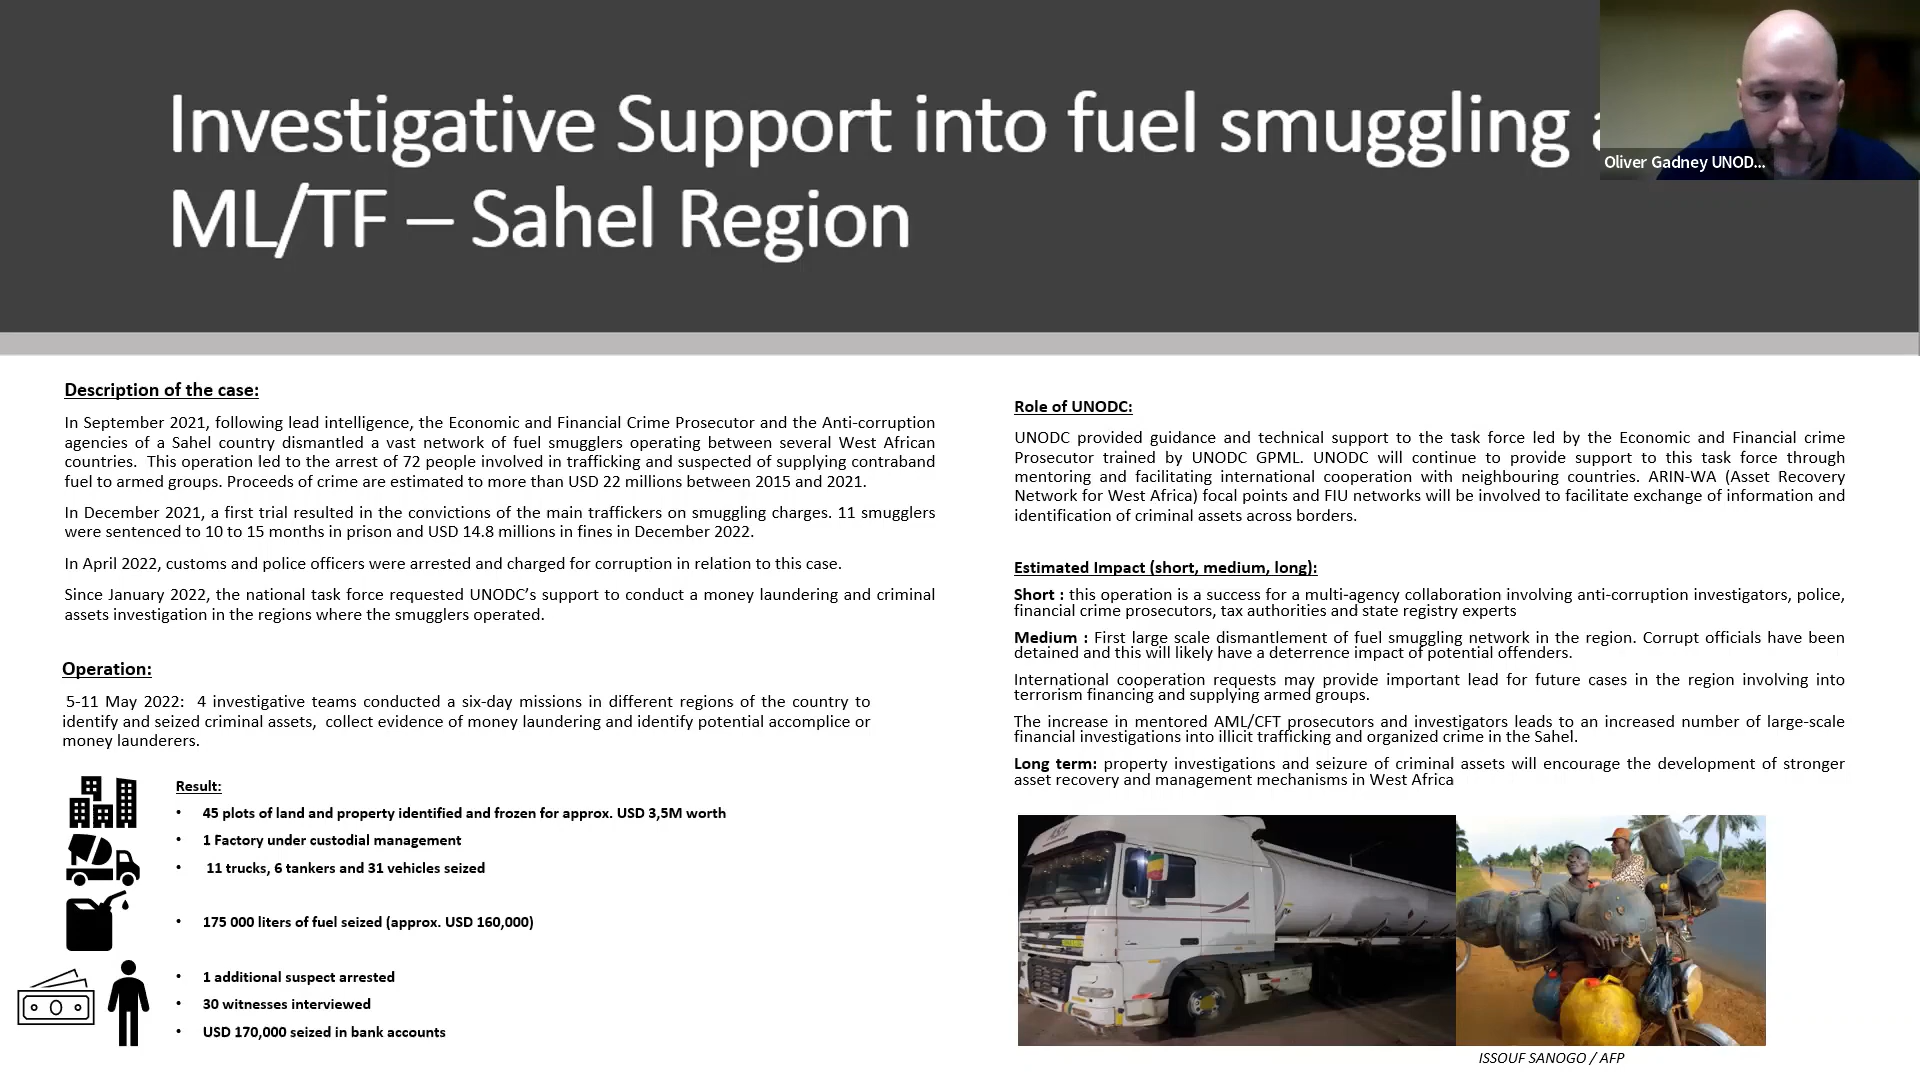 Investigative Support into fuel smuggling
ML/TF – Sahel Region
Oliver Gadney UNOD...
Description of the case:
In September 2021, following lead intelligence, the Economic and Financial Crime Prosecutor and the Anti-corruption
agencies of a Sahel country dismantled a vast network of fuel smugglers operating between several West African
countries. This operation led to the arrest of 72 people involved in trafficking and suspected of supplying contraband
fuel to armed groups. Proceeds of crime are estimated to more than USD 22 millions between 2015 and 2021.
In December 2021, a first trial resulted in the convictions of the main traffickers on smuggling charges. 11 smugglers
were sentenced to 10 to 15 months in prison and USD 14.8 millions in fines in December 2022.
In April 2022, customs and police officers were arrested and charged for corruption in relation to this case.
Since January 2022, the national task force requested UNODC's support to conduct a money laundering and criminal
assets investigation in the regions where the smugglers operated.
Operation:
5-11 May 2022: 4 investigative teams conducted a six-day missions in different regions of the country to
identify and seized criminal assets, collect evidence of money laundering and identify potential accomplice or
money launderers.
Result:
• 45 plots of land and property identified and frozen for approx. USD 3,5M worth
• 1 Factory under custodial management
• 11 trucks, 6 tankers and 31 vehicles seized
• 175 000 liters of fuel seized (approx. USD 160,000)
• 1 additional suspect arrested
• 30 witnesses interviewed
• USD 170,000 seized in bank accounts
Role of UNODC:
UNODC provided guidance and technical support to the task force led by the Economic and Financial crime
Prosecutor trained by UNODC GPML. UNODC will continue to provide support to this task force through
mentoring and facilitating international cooperation with neighbouring countries. ARIN-WA (Asset Recovery
Network for West Africa) focal points and FIU networks will be involved to facilitate exchange of information and
identification of criminal assets across borders.
Estimated Impact (short, medium, long):
Short : this operation is a success for a multi-agency collaboration involving anti-corruption investigators, police,
financial crime prosecutors, tax authorities and state registry experts
Medium : First large scale dismantlement of fuel smuggling network in the region. Corrupt officials have been
detained and this will likely have a deterrence impact of potential offenders.
International cooperation requests may provide important lead for future cases in the region involving into
terrorism financing and supplying armed groups.
The increase in mentored AML/CFT prosecutors and investigators leads to an increased number of large-scale
financial investigations into illicit trafficking and organized crime in the Sahel.
Long term: property investigations and seizure of criminal assets will encourage the development of stronger
asset recovery and management mechanisms in West Africa
ISSOUF SANOGO / AFP